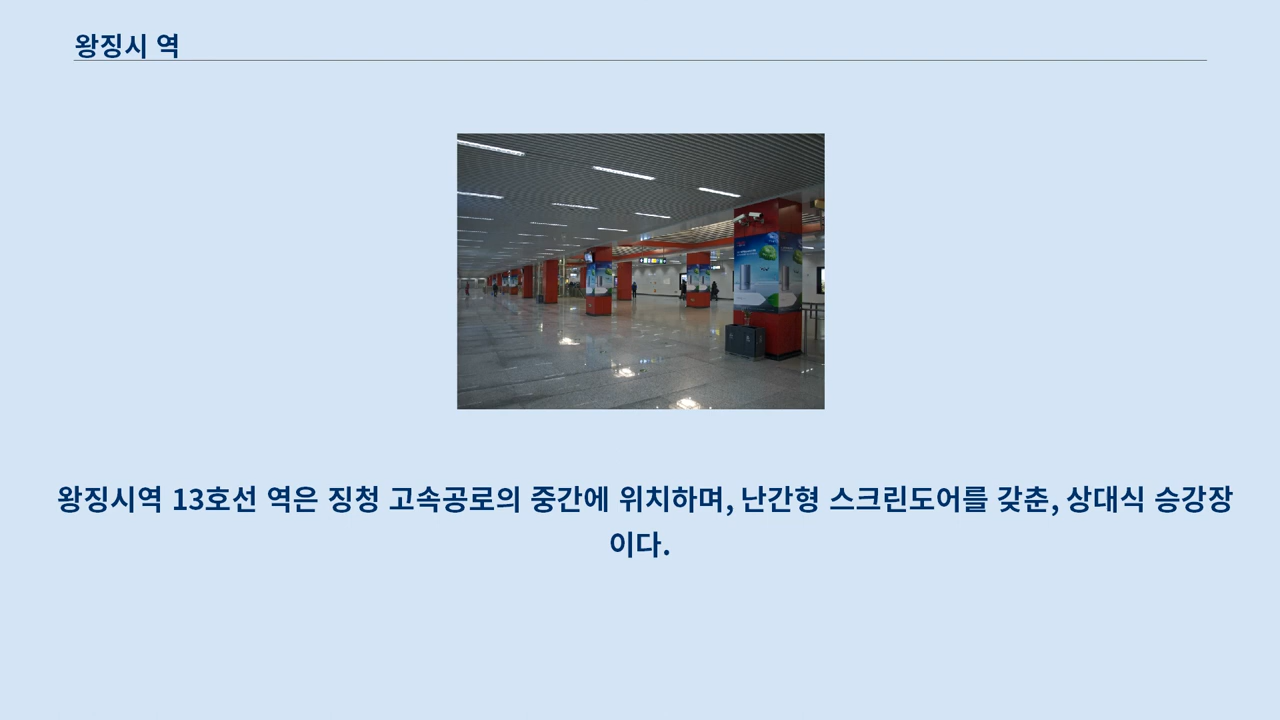 왕징시 역
왕징시역 13호선 역은 징청 고속공로의 중간에 위치하며, 난간형 스크린도어를 갖춘, 상대식 승강장
이다.